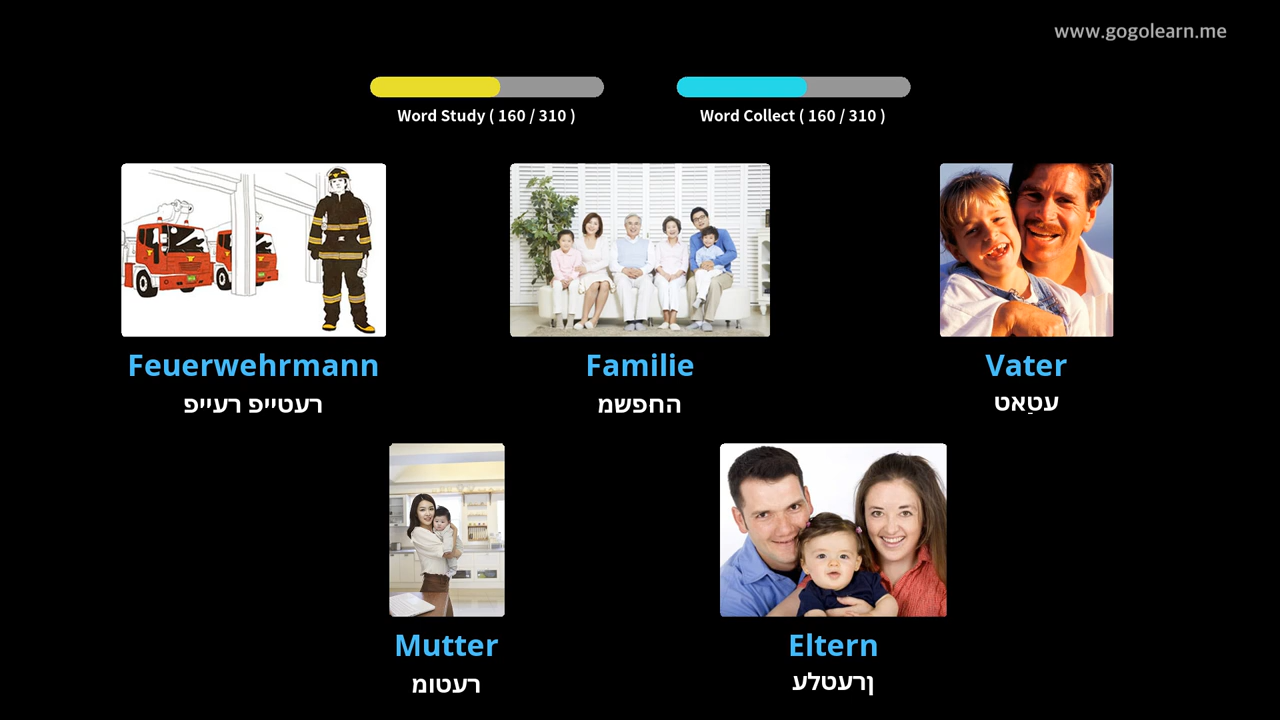 www.gogolearn.me
Word Study ( 160 / 310 )
Word Collect ( 160 / 310 )
Feuerwehrmann
רעטייפ רעייפ
Familie
החפשמ
Vater
עטַאט
Mutter
רעטומ
Eltern
ןרעטלע